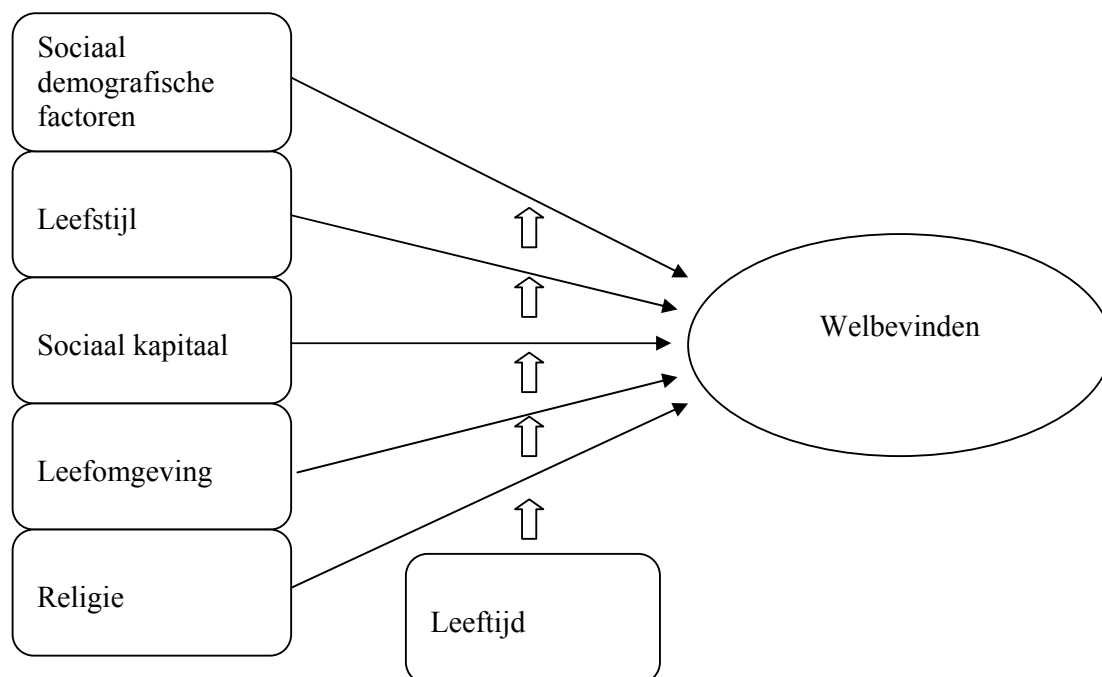 Sociaal
demografische
factoren
Leefstijl
Sociaal kapitaal
Leefomgeving
Religie
Leeftijd
Welbevinden